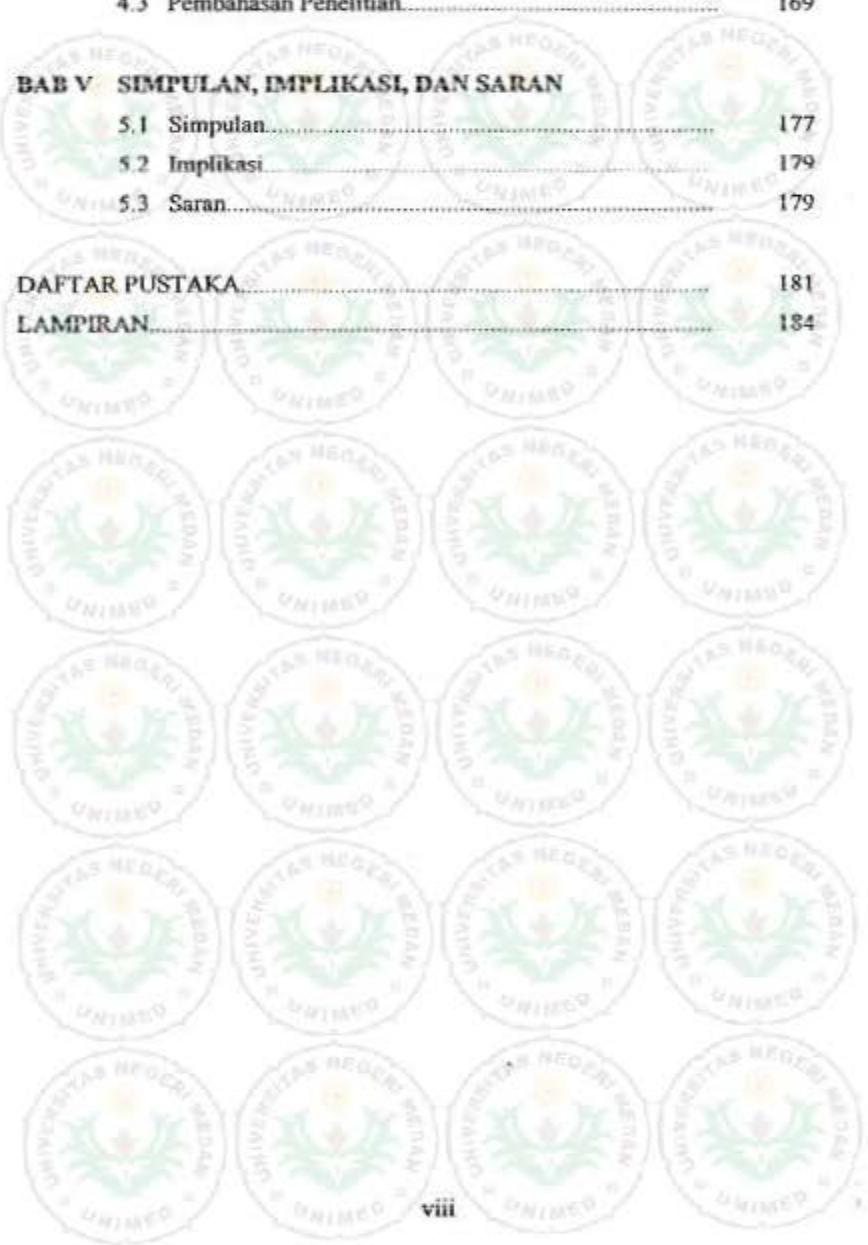 4.3 Pembahasan Penelitian 169
BAB V SIMPULAN, IMPLIKASI, DAN SARAN
5.1 Simpulan 177
5.2 Implikasi 179
5.3 Saran 179
DAFTAR PUSTAKA 181
LAMPIRAN 184
viii